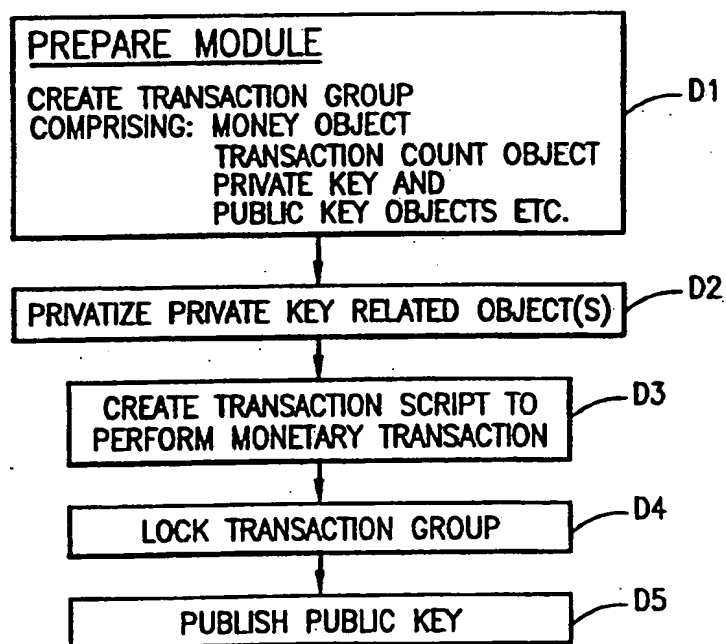 PREPARE MODULE
CREATE TRANSACTION GROUP
COMPRISING: MONEY OBJECT
TRANSACTION COUNT OBJECT
PRIVATE KEY AND
PUBLIC KEY OBJECTS ETC.
D1
PRIVATIZE PRIVATE KEY RELATED OBJECT(S)
D2
CREATE TRANSACTION SCRIPT TO
PERFORM MONETARY TRANSACTION
D3
LOCK TRANSACTION GROUP
D4
PUBLISH PUBLIC KEY
D5